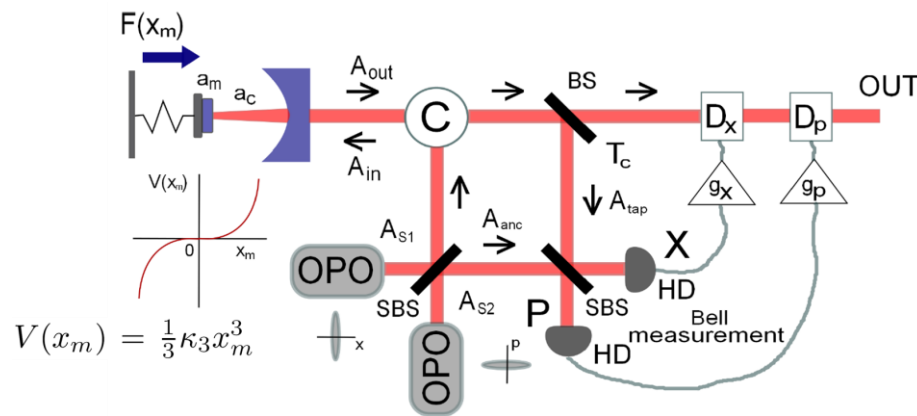 F(x_m)
a_m
a_c
A_out
A_in
C
BS
T_c
D_x
D_p
OUT
g_x
g_p
V(x_m)
0
x_m
V(x_m) = \frac{1}{3} κ_3 x_m^3
A_anc
A_tap
A_S1
OPO
SBS
A_S2
x
OPO
p
SBS
X
HD
P
HD
Bell
measurement